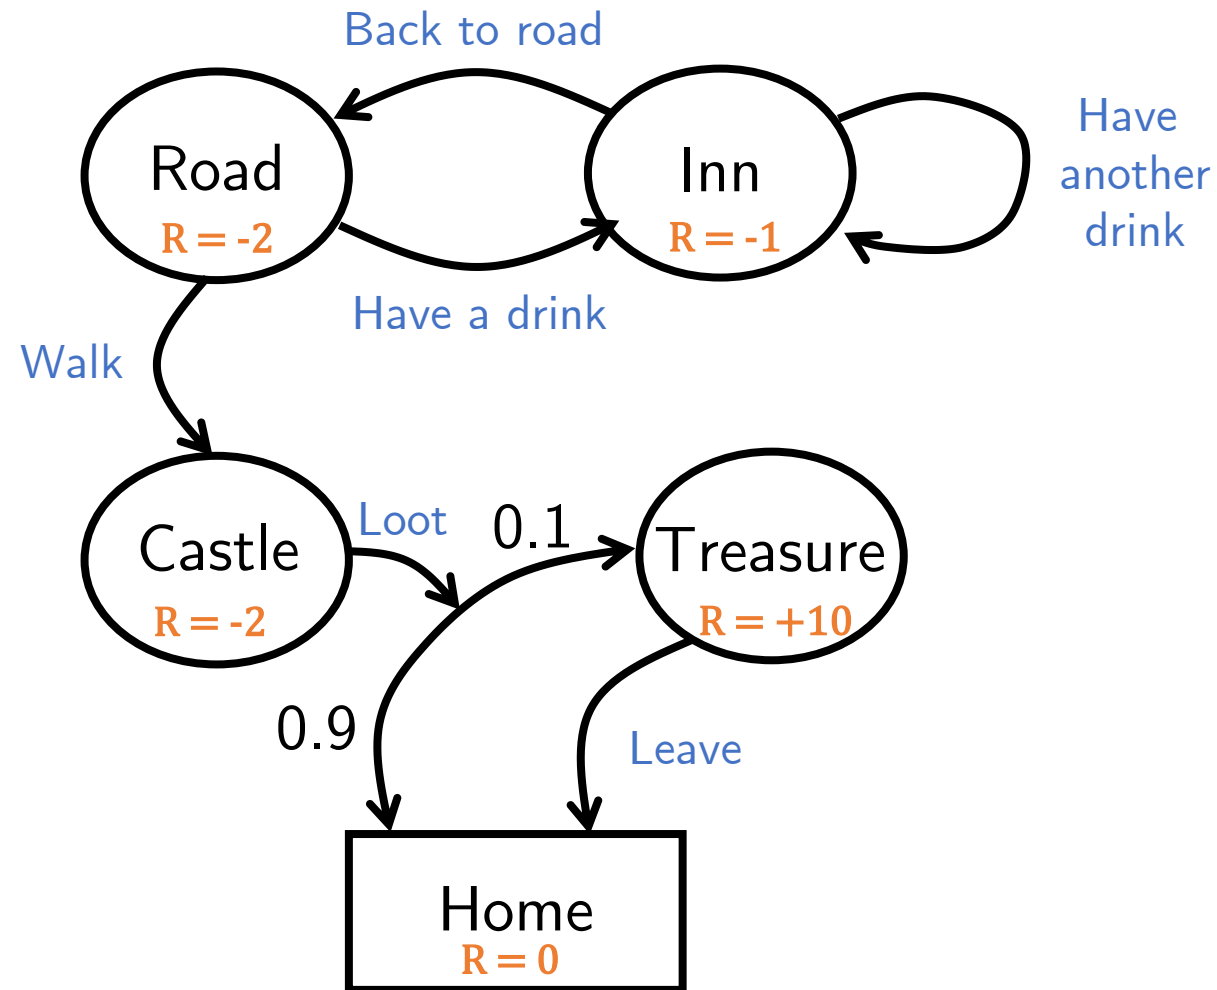 Back to road
Road
R = -2
Inn
R = -1
Have
another
drink
Have a drink
Walk
Castle
R = -2
Loot
0.1
Treasure
R = +10
0.9
Leave
Home
R = 0